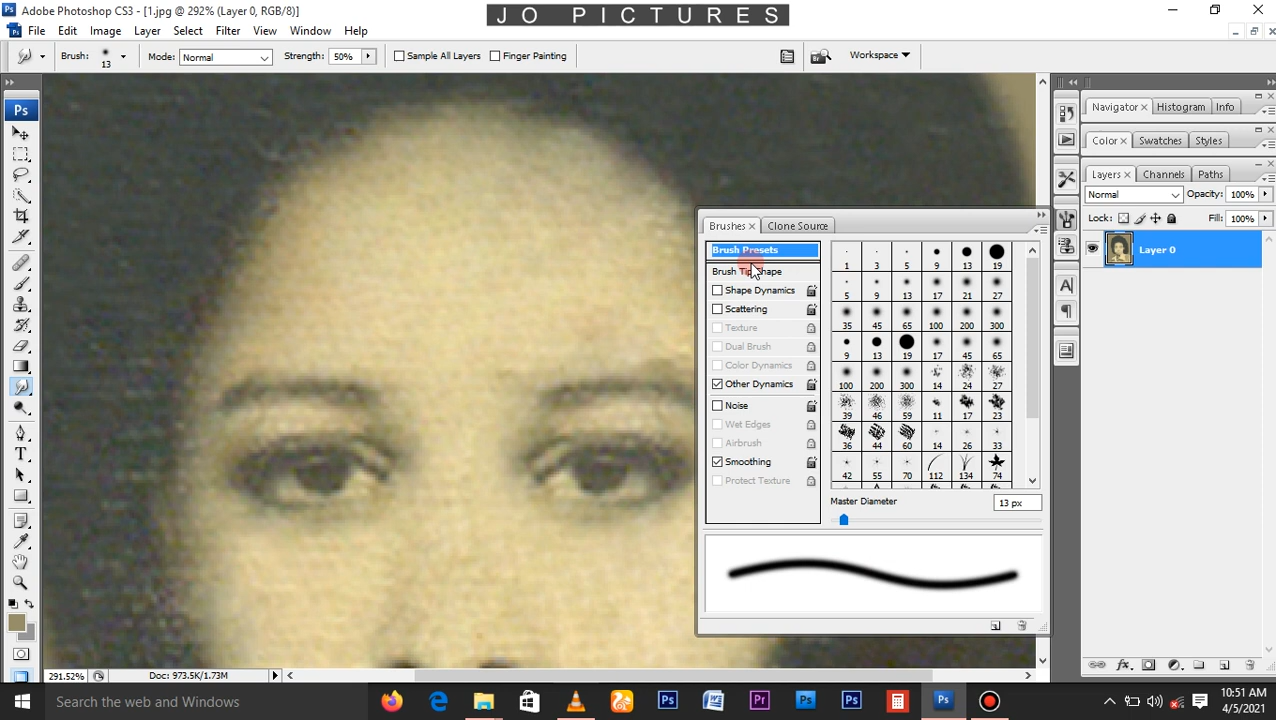 Adobe Photoshop CS3 - [1.jpg @ 292% (Layer 0, RGB/8)]
JO PICTURES
File Edit Image Layer Select Filter View Window Help
Brush: 13 Mode: Normal Strength: 50% Sample All Layers Finger Painting Workspace
Ps
Navigator Histogram Info
Color Swatches Styles
Layers Channels Paths
Normal Opacity: 100%
Lock: Fill: 100%
Layer 0
Brushes Clone Source
Brush Presets
Brush Tip Shape
Shape Dynamics
Scattering
Texture
Dual Brush
Color Dynamics
Other Dynamics
Noise
Wet Edges
Airbrush
Smoothing
Protect Texture
1 3 5 9 13 19
5 9 13 17 21 27
35 45 65 100 200 300
9 13 19 17 45 65
100 200 300 14 24 27
39 46 59 11 17 23
36 44 60 14 26 33
42 55 70 112 134 74
Master Diameter 13 px
291.52% Doc: 973.5K/1.73M
Search the web and Windows
10:51 AM
4/5/2021